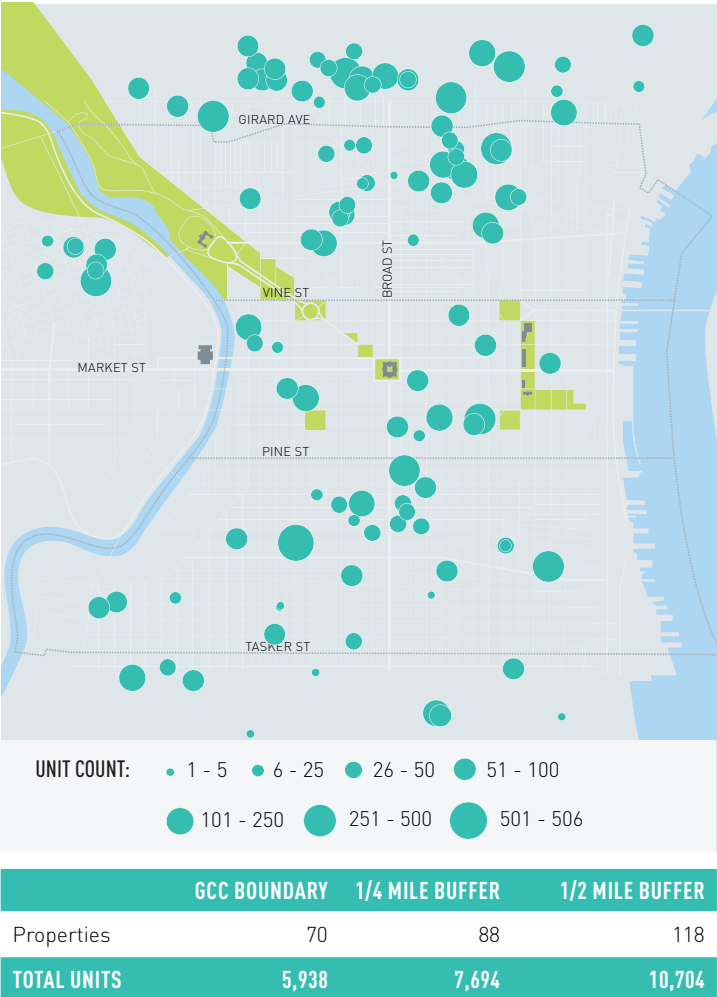 GIRARD AVE
BROAD ST
VINE ST
MARKET ST
PINE ST
TASKER ST
UNIT COUNT: 1 - 5 6 - 25 26 - 50 51 - 100
101 - 250 251 - 500 501 - 506
GCC BOUNDARY 1/4 MILE BUFFER 1/2 MILE BUFFER
Properties 70 88 118
TOTAL UNITS 5,938 7,694 10,704